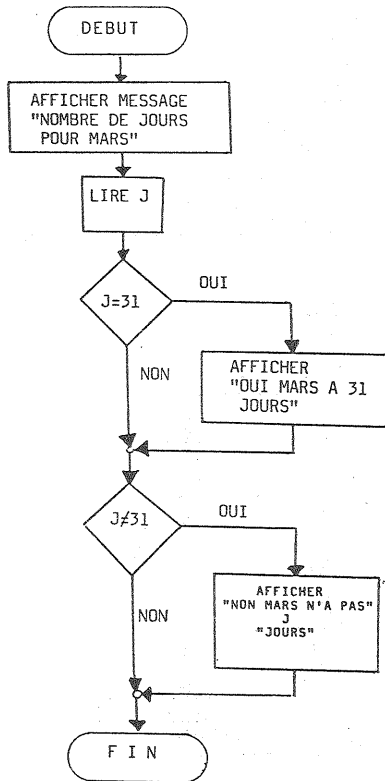 DEBUT
AFFICHER MESSAGE
"NOMBRE DE JOURS
POUR MARS"
LIRE J
J=31
OUI
NON
AFFICHER
"OUI MARS A 31
JOURS"
J≠31
OUI
NON
AFFICHER
"NON MARS N'A PAS"
J
"JOURS"
F I N